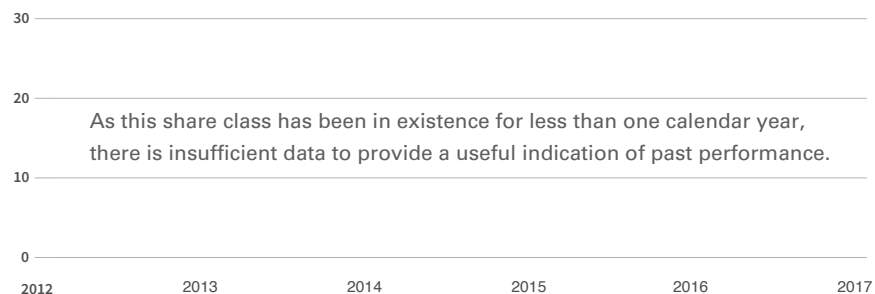 30
20
As this share class has been in existence for less than one calendar year,
there is insufficient data to provide a useful indication of past performance.
10
0
2012 2013 2014 2015 2016 2017